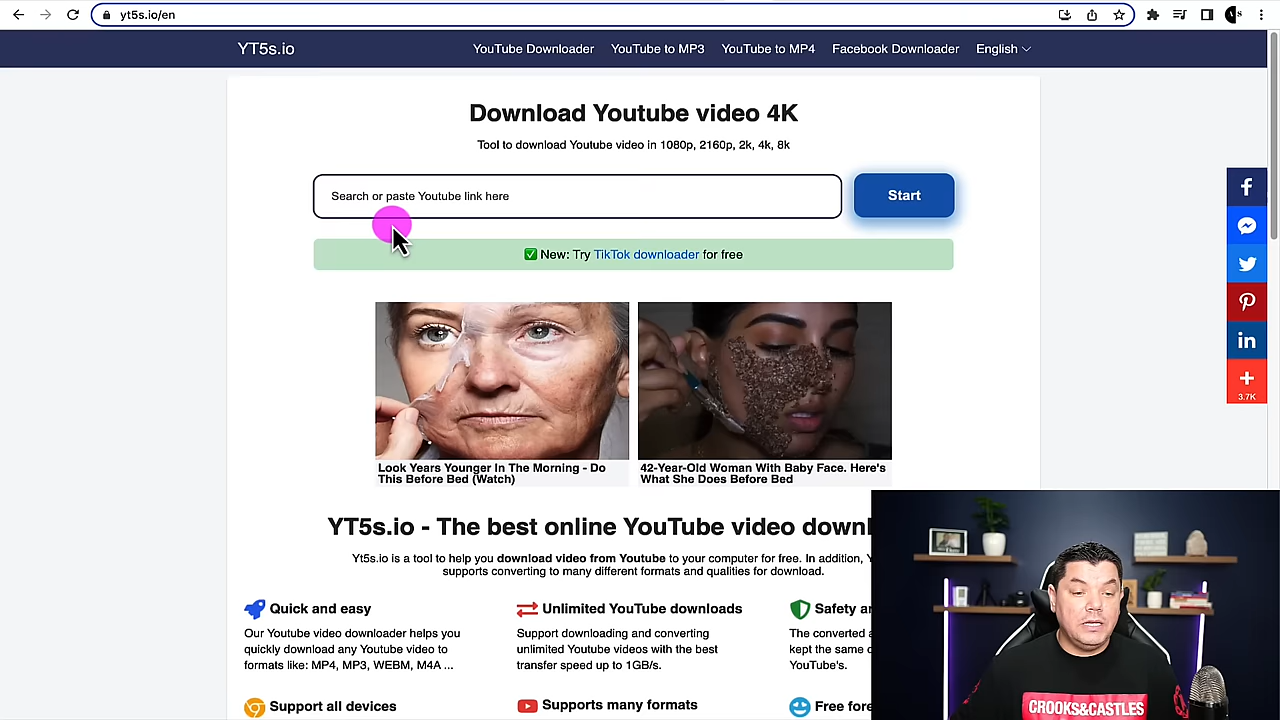 yt5s.io/en
YT5s.io
YouTube Downloader
YouTube to MP3
YouTube to MP4
Facebook Downloader
English
Download Youtube video 4K
Tool to download Youtube video in 1080p, 2160p, 2k, 4k, 8k
Search or paste Youtube link here
Start
New: Try TikTok downloader for free
Look Years Younger In The Morning - Do
This Before Bed (Watch)
42-Year-Old Woman With Baby Face. Here's
What She Does Before Bed
3.7K
YT5s.io - The best online YouTube video down
Yt5s.io is a tool to help you download video from Youtube to your computer for free. In addition,
supports converting to many different formats and qualities for download.
Quick and easy
Our Youtube video downloader helps you
quickly download any Youtube video to
formats like: MP4, MP3, WEBM, M4A ...
Unlimited YouTube downloads
Support downloading and converting
unlimited Youtube videos with the best
transfer speed up to 1GB/s.
Safety
The converted
kept the same
YouTube's.
Support all devices
Supports many formats
Free
CROOKS&CASTLES